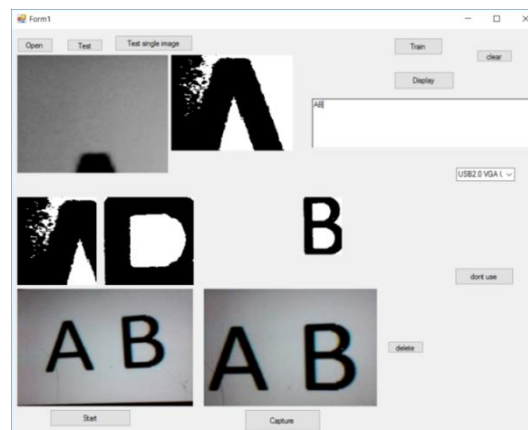 Form1
Open
Test
Test single image
Train
clear
Display
AB
USB2.0 VGA U
B
dont use
A B
A B
delete
Start
Capture